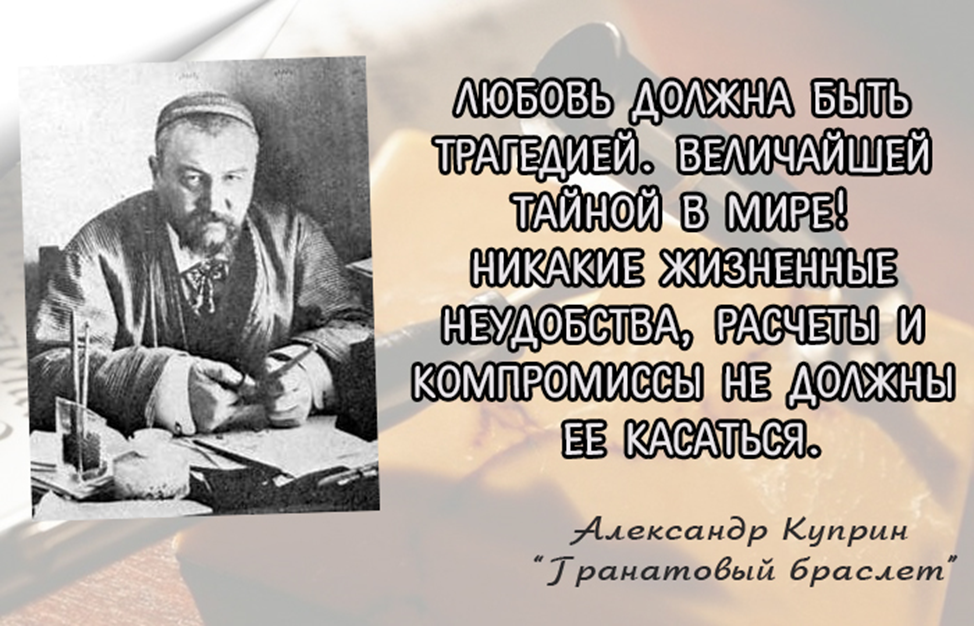 ЛЮБОВЬ ДОЛЖНА БЫТЬ
ТРАГЕДИЕЙ. ВЕЛИЧАЙШЕЙ
ТАЙНОЙ В МИРЕ!
НИКАКИЕ ЖИЗНЕННЫЕ
НЕУДОБСТВА, РАСЧЕТЫ И
КОМПРОМИССЫ НЕ ДОЛЖНЫ
ЕЕ КАСАТЬСЯ.
Александр Куприн
“Гранатовый браслет”